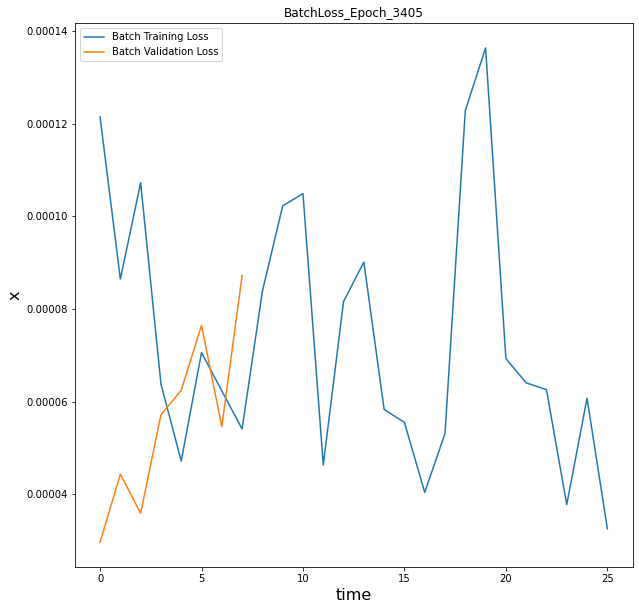 BatchLoss_Epoch_3405
Batch Training Loss
Batch Validation Loss
0.00014
0.00012
0.00010
0.00008
0.00006
0.00004
x
0 5 10 15 20 25
time